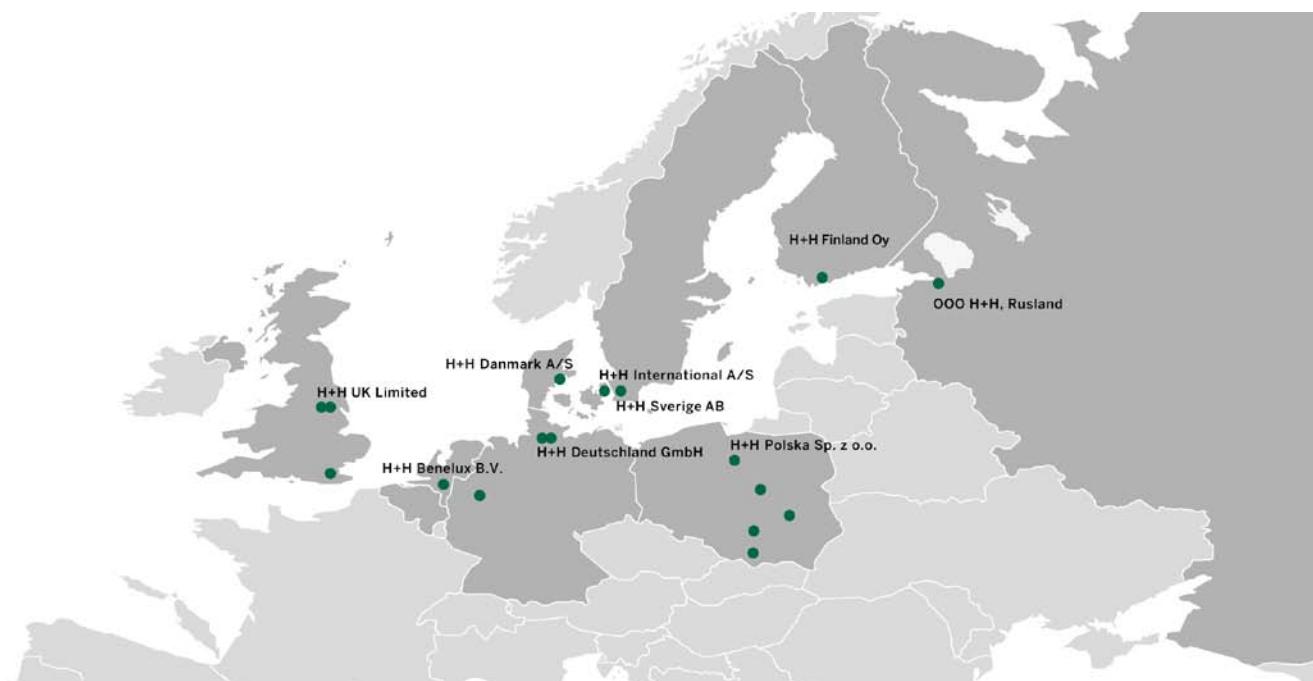 H+H Finland Oy
OOO H+H, Rusland
H+H Danmark A/S
H+H International A/S
H+H UK Limited
H+H Sverige AB
H+H Polska Sp. z o.o.
H+H Deutschland GmbH
H+H Benelux B.V.